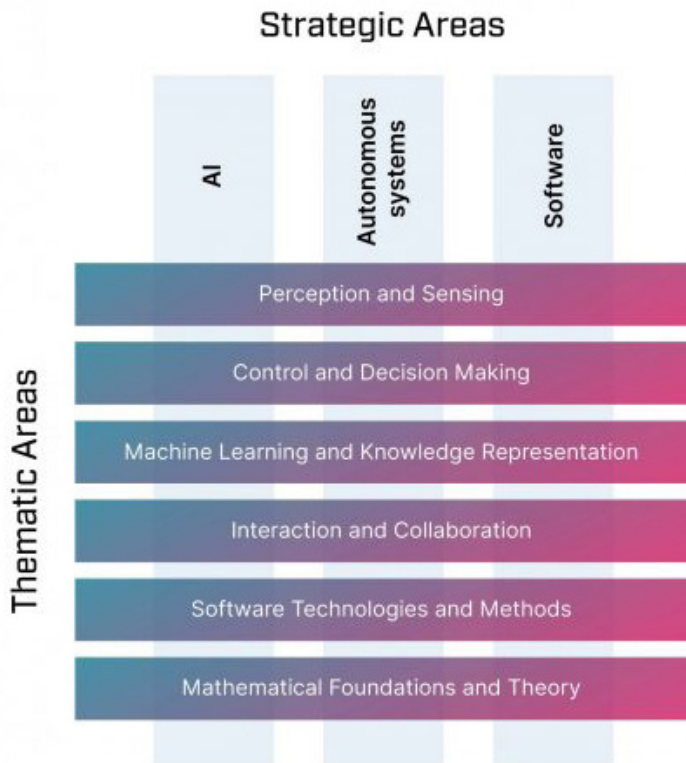 Strategic Areas
AI
Autonomous
systems
Software
Thematic Areas
Perception and Sensing
Control and Decision Making
Machine Learning and Knowledge Representation
Interaction and Collaboration
Software Technologies and Methods
Mathematical Foundations and Theory